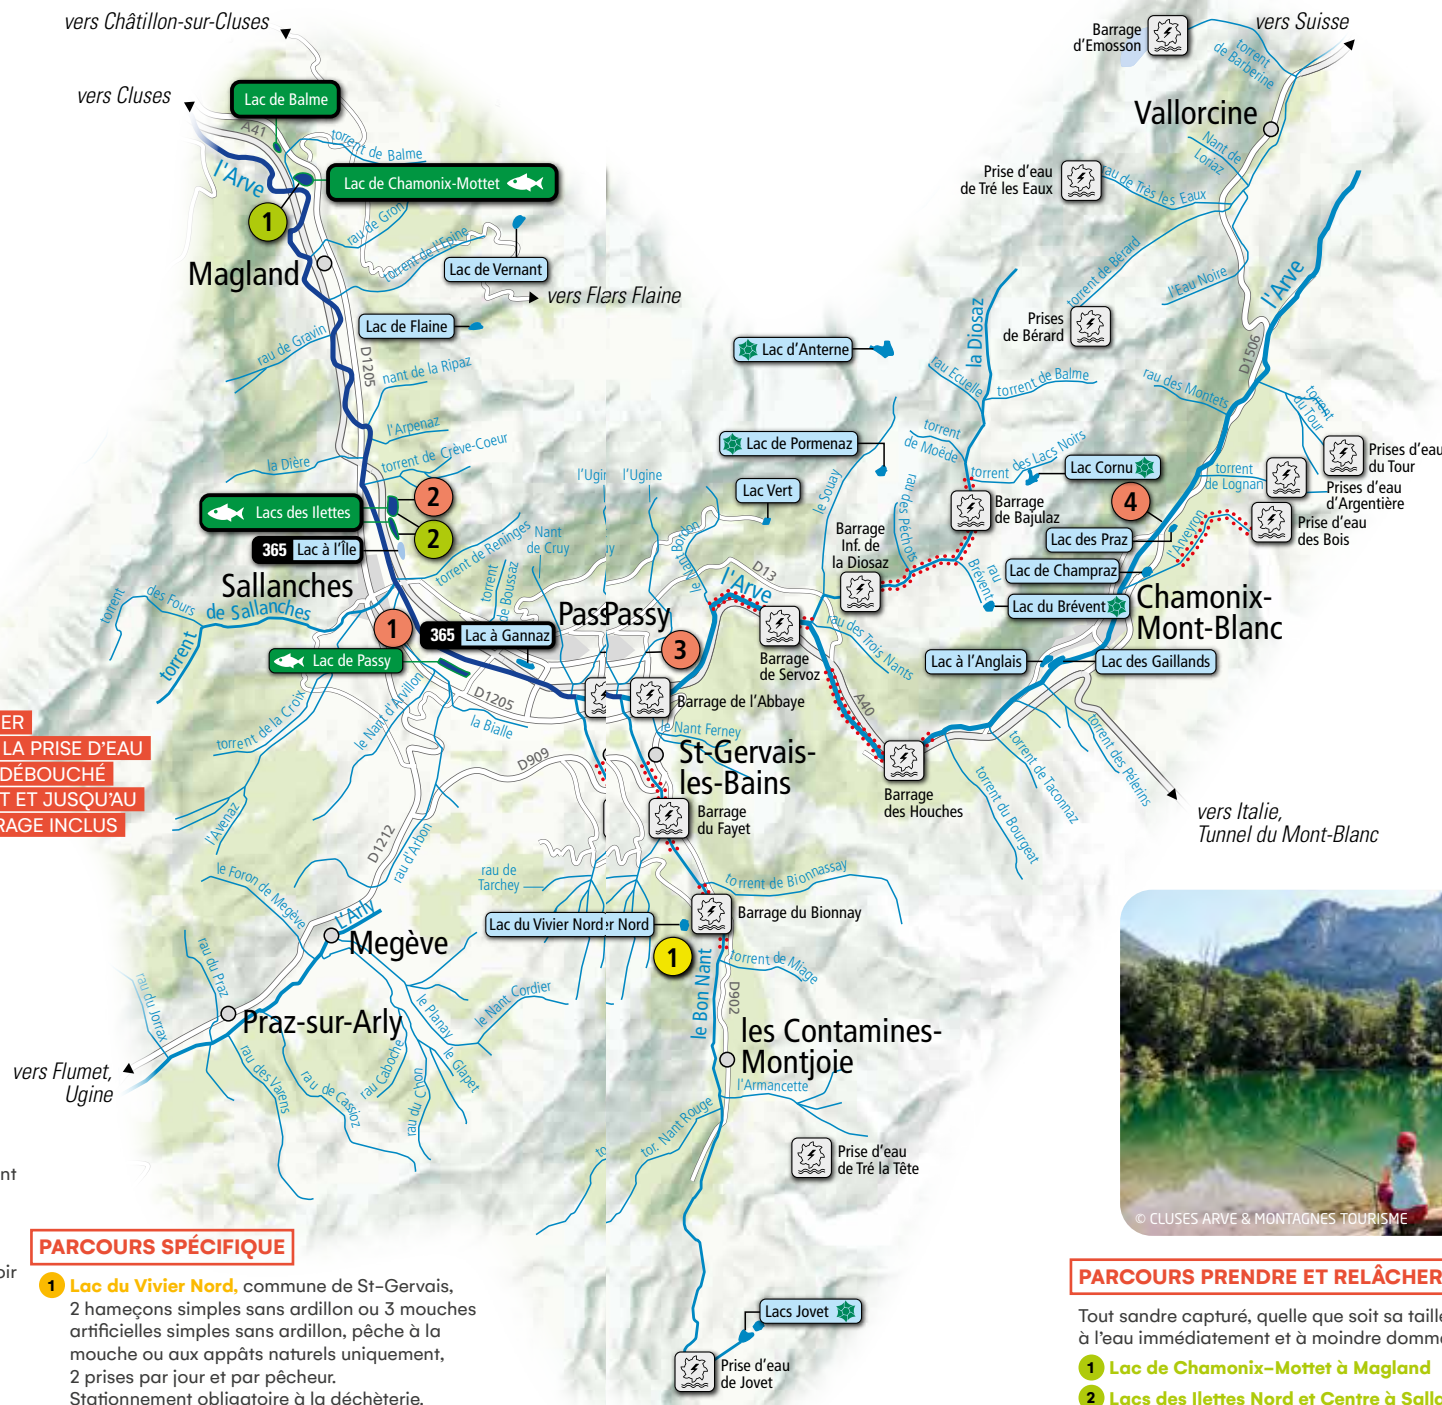 vers Châtillon-sur-Cluses
vers Cluses
Lac de Balme
A41
torrent de Balme
l'Arve
Lac de Chamonix-Mottet
1
rau de Gron
torrent de l'Epine
Magland
Lac de Vernant
vers Flars Flaine
Lac de Flaine
rau de Gravin
D1205
nant de la Ripaz
l'Arpenaz
torrent de Crève-Coeur
la Dière
2
Lacs des Ilettes
2
365 Lac à l'Île
Sallanches
torrent de Reninges
torrent
des Fours
torrent
de Sallanches
1
torrent
de Boussaz
Nant
de Cruy
uy
l'Ugin
l'Ugine
365 Lac à Gannaz
Lac de Passy
PassPassy
3
le Nant Bordon
l'Arve
D13
Barrage de l'Abbaye
D1205
la Bialle
le Nant d'Arvillon
torrent de la Croix
le Nant Ferney
D909
St-Gervais-
les-Bains
Barrage
du Fayet
l'Avenaz
D1212
rau d'Arbon
rau de
Tarchey
torrent de Bionnassay
le Foron de Megève
L'Arly
Megève
Lac du Vivier Norder Nord
1
Barrage du Bionnay
torrent de Miage
le Bon Nant
D902
rau du Praz
rau du Jorrax
Praz-sur-Arly
le Planay
le Nant Cordier
le Glapet
rau Caboche
rau du Chon
rau de Cassioz
rau des Varens
vers Flumet,
Ugine
les Contamines-
Montjoie
l'Armancette
tor. Nant Rouge
to
Prise d'eau
de Tré la Tête
Lacs Jovet
Prise d'eau
de Jovet
Barrage
d'Emosson
torrent
de Barberine
vers Suisse
Vallorcine
Nant de
Loriaz
Prise d'eau
de Tré les Eaux
au de Très les Eaux
torrent de Bérard
l'Eau Noire
Prises
de Bérard
l'Arve
la Diosaz
Lac d'Anterne
rau Ecuelle
torrent de Balme
rau des Montets
D1506
torrent
du Tour
Prises d'eau
du Tour
Lac de Pormenaz
torrent
de Moëde
torrent
des Lacs Noirs
Lac Cornu
torrent
de Lognan
Prises d'eau
d'Argentière
Prise d'eau
des Bois
Lac Vert
le Souay
rau des Péchots
Barrage
de Bajulaz
4
Barrage
Inf. de
la Diosaz
Lac des Praz
l'Arveyron
Lac de Champraz
rau
Brévent
Lac du Brévent
Chamonix-
Mont-Blanc
Barrage
de Servoz
rau des Trois Nants
Lac à l'Anglais
Lac des Gaillands
A40
Barrage
des Houches
torrent du Bourgeat
torrent de Taconnaz
torrent des Pélerins
vers Italie,
Tunnel du Mont-Blanc
ER
LA PRISE D'EAU
DÉBOUCHÉ
T ET JUSQU'AU
RAGE INCLUS
nt
oir
PARCOURS SPÉCIFIQUE
1 Lac du Vivier Nord, commune de St-Gervais,
2 hameçons simples sans ardillon ou 3 mouches
artificielles simples sans ardillon, pêche à la
mouche ou aux appâts naturels uniquement,
2 prises par jour et par pêcheur.
Stationnement obligatoire à la déchèterie.
© CLUSES ARVE & MONTAGNES TOURISME
PARCOURS PRENDRE ET RELÂCHER
Tout sandre capturé, quelle que soit sa taille
à l'eau immédiatement et à moindre domm
1 Lac de Chamonix-Mottet à Magland
2 Lacs des Ilettes Nord et Centre à Salla